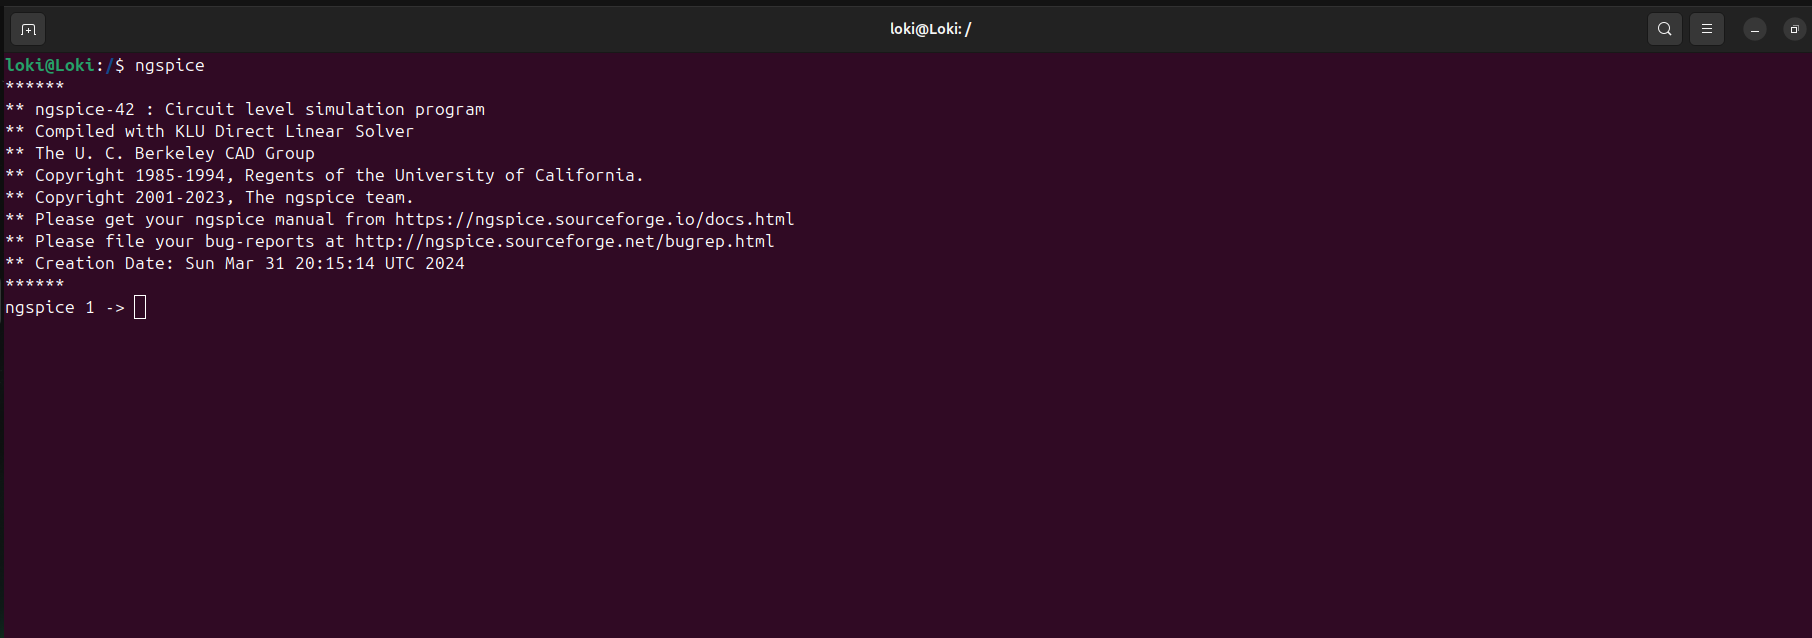 loki@Loki: /
loki@Loki:/$ ngspice
******
** ngspice-42 : Circuit level simulation program
** Compiled with KLU Direct Linear Solver
** The U. C. Berkeley CAD Group
** Copyright 1985-1994, Regents of the University of California.
** Copyright 2001-2023, The ngspice team.
** Please get your ngspice manual from https://ngspice.sourceforge.io/docs.html
** Please file your bug-reports at http://ngspice.sourceforge.net/bugrep.html
** Creation Date: Sun Mar 31 20:15:14 UTC 2024
******
ngspice 1 ->